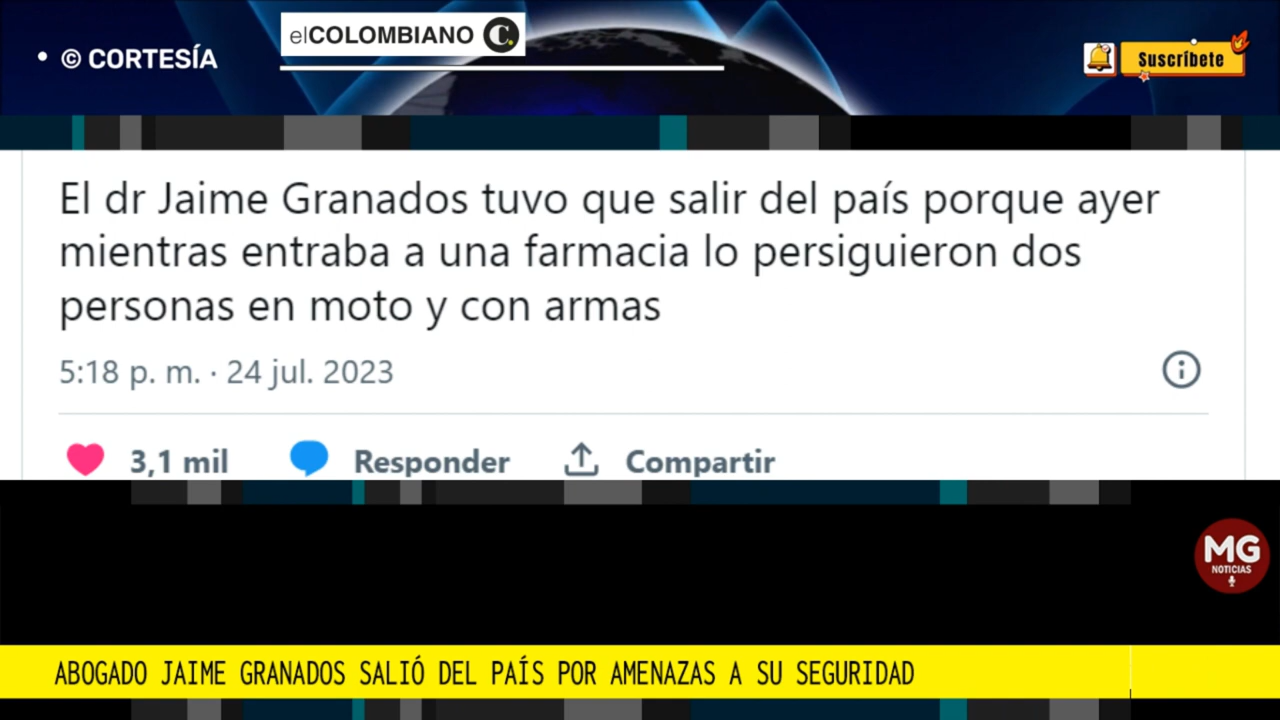 • © CORTESÍA
elCOLOMBIANO C.
Suscríbete
El dr Jaime Granados tuvo que salir del país porque ayer
mientras entraba a una farmacia lo persiguieron dos
personas en moto y con armas
5:18 p. m. · 24 jul. 2023
3,1 mil Responder Compartir
MG
NOTICIAS
ABOGADO JAIME GRANADOS SALIÓ DEL PAÍS POR AMENAZAS A SU SEGURIDAD